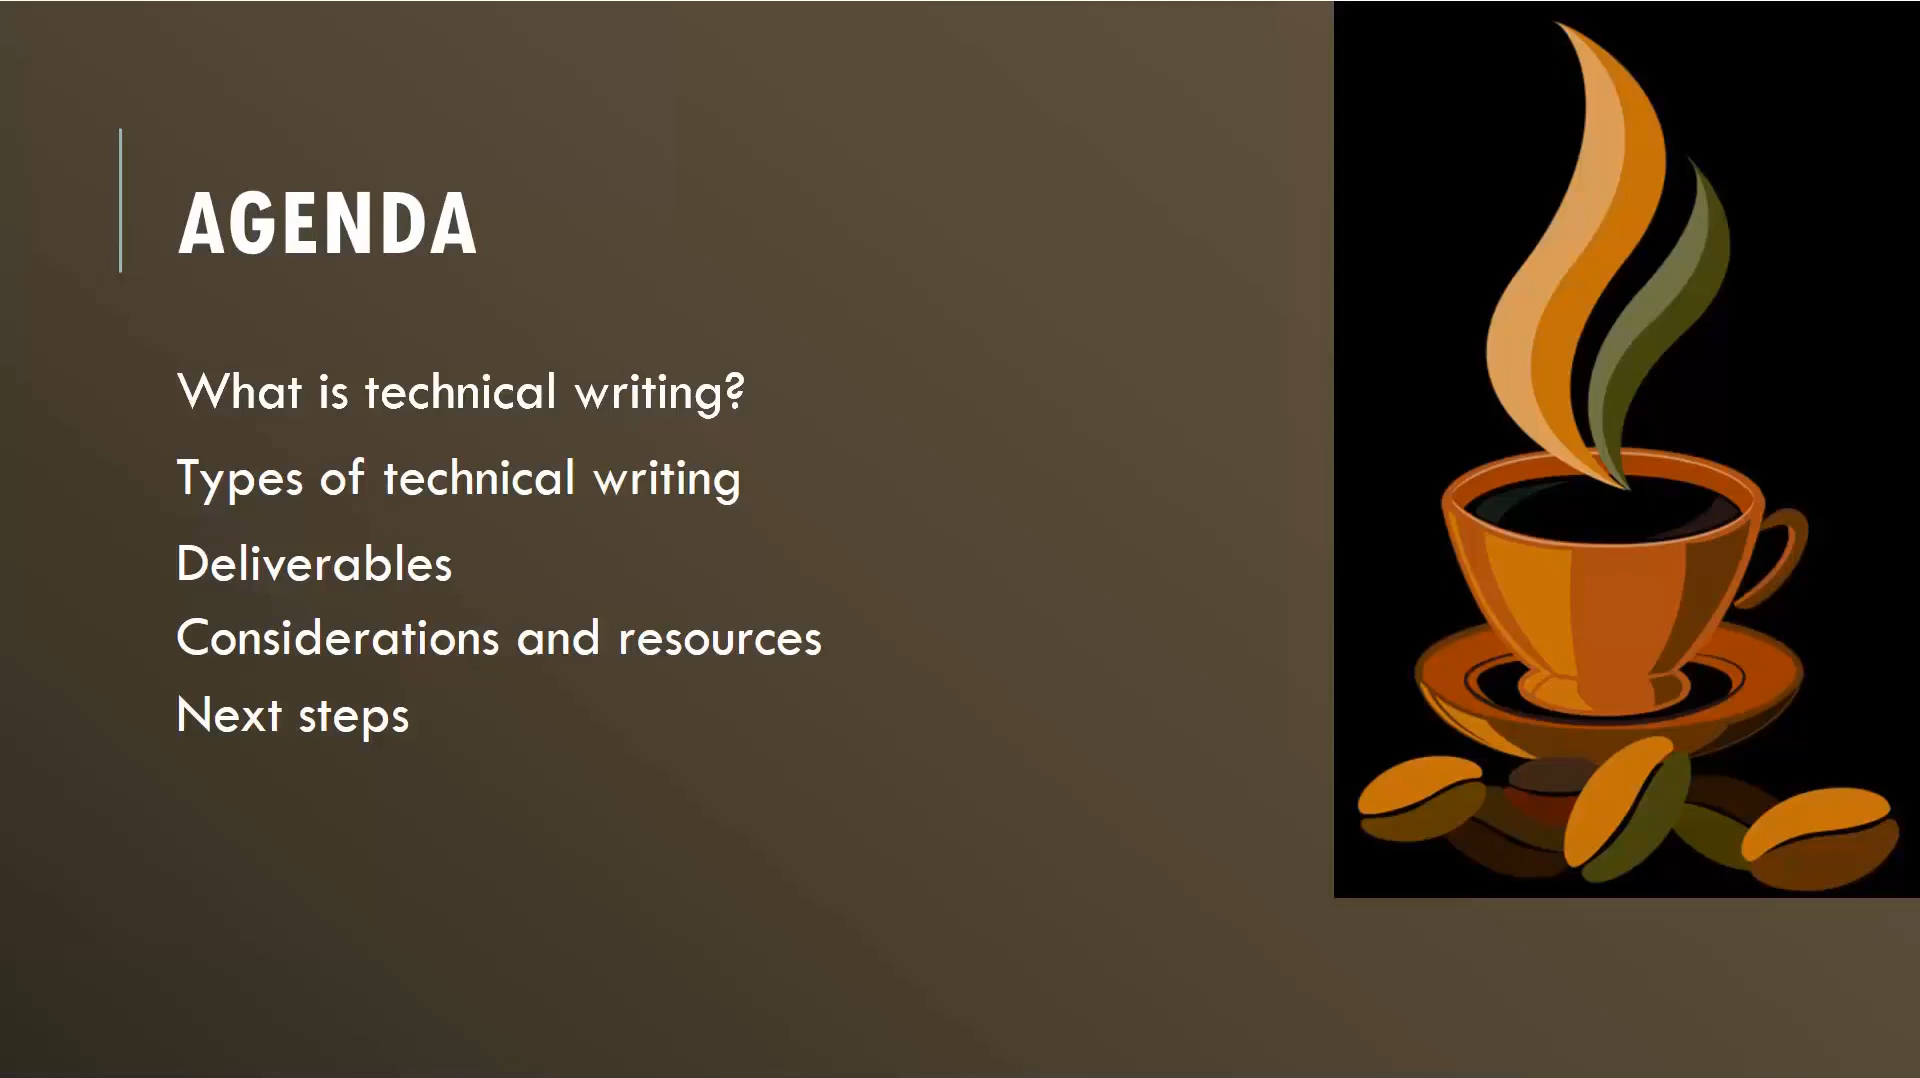 AGENDA
What is technical writing?
Types of technical writing
Deliverables
Considerations and resources
Next steps